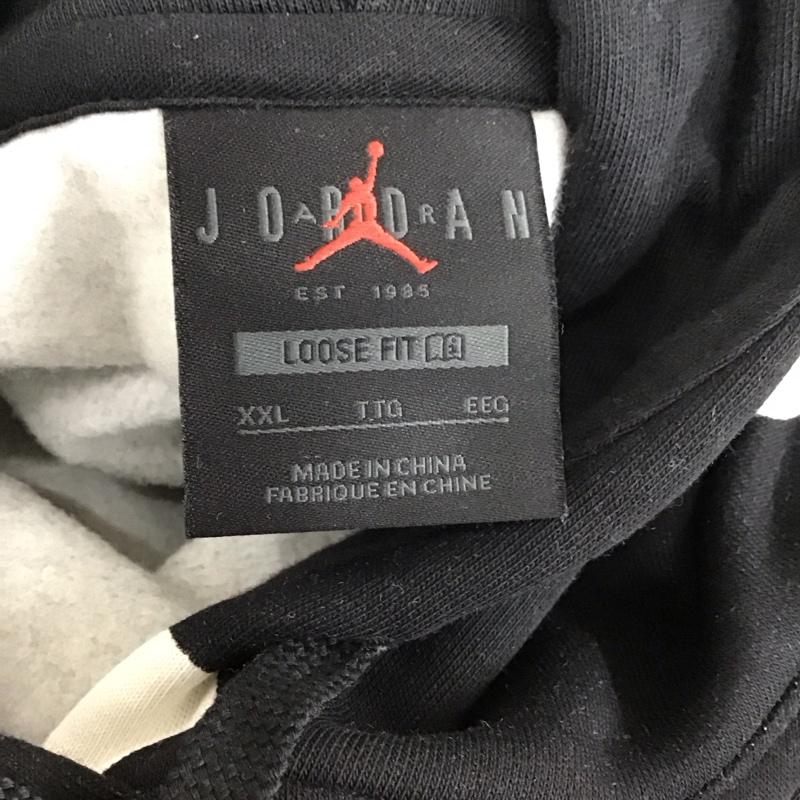 JORDAN
AIR
EST 1985
LOOSE FIT
XXL TTG EEG
MADE IN CHINA
FABRIQUE EN CHINE